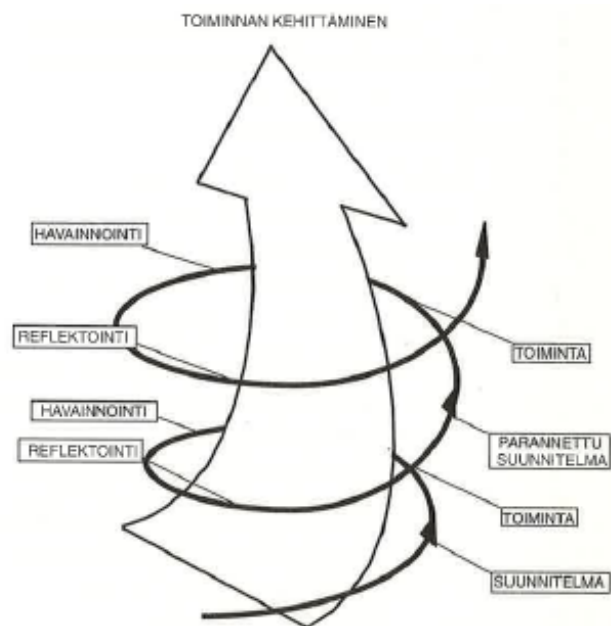 TOIMINNAN KEHITTÄMINEN
HAVAINNOINTI
REFLEKTOINTI
TOIMINTA
HAVAINNOINTI
PARANNETTU
SUUNNITELMA
REFLEKTOINTI
TOIMINTA
SUUNNITELMA